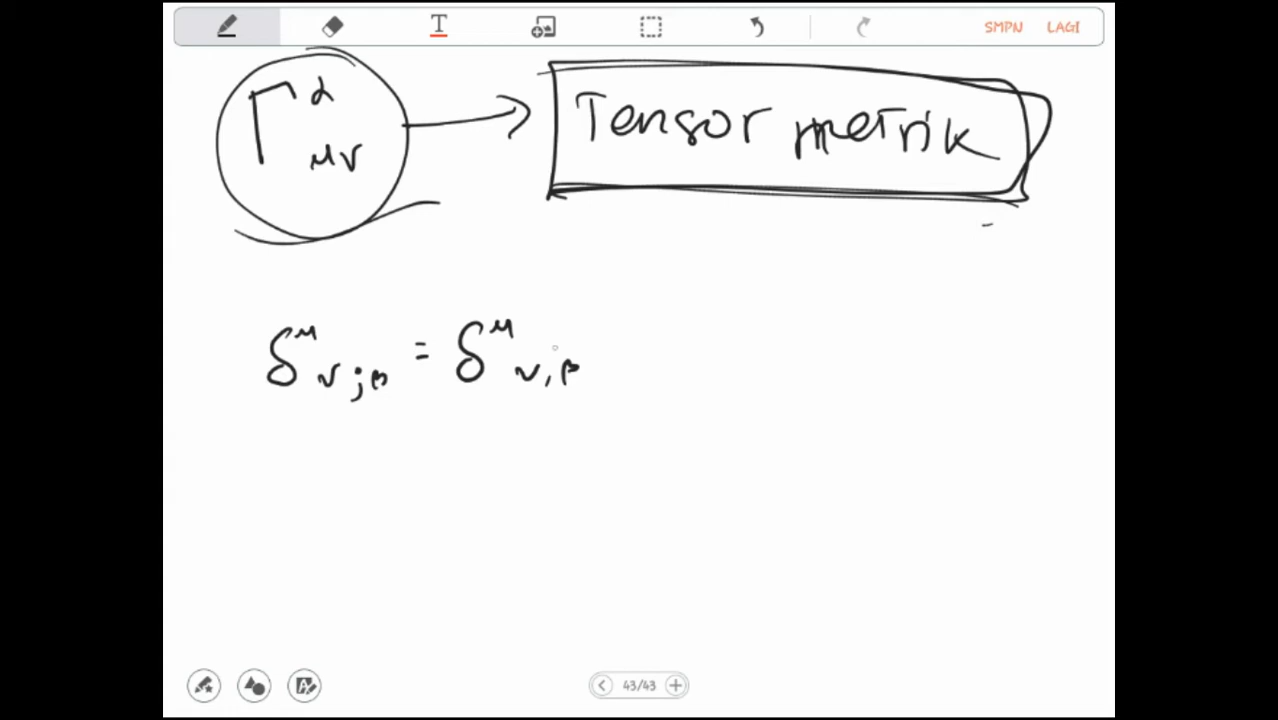 T SMPN LAGI
Γ^α_μν → Tensor metrik
δ^μ_ν;β = δ^μ_ν,β
43/43